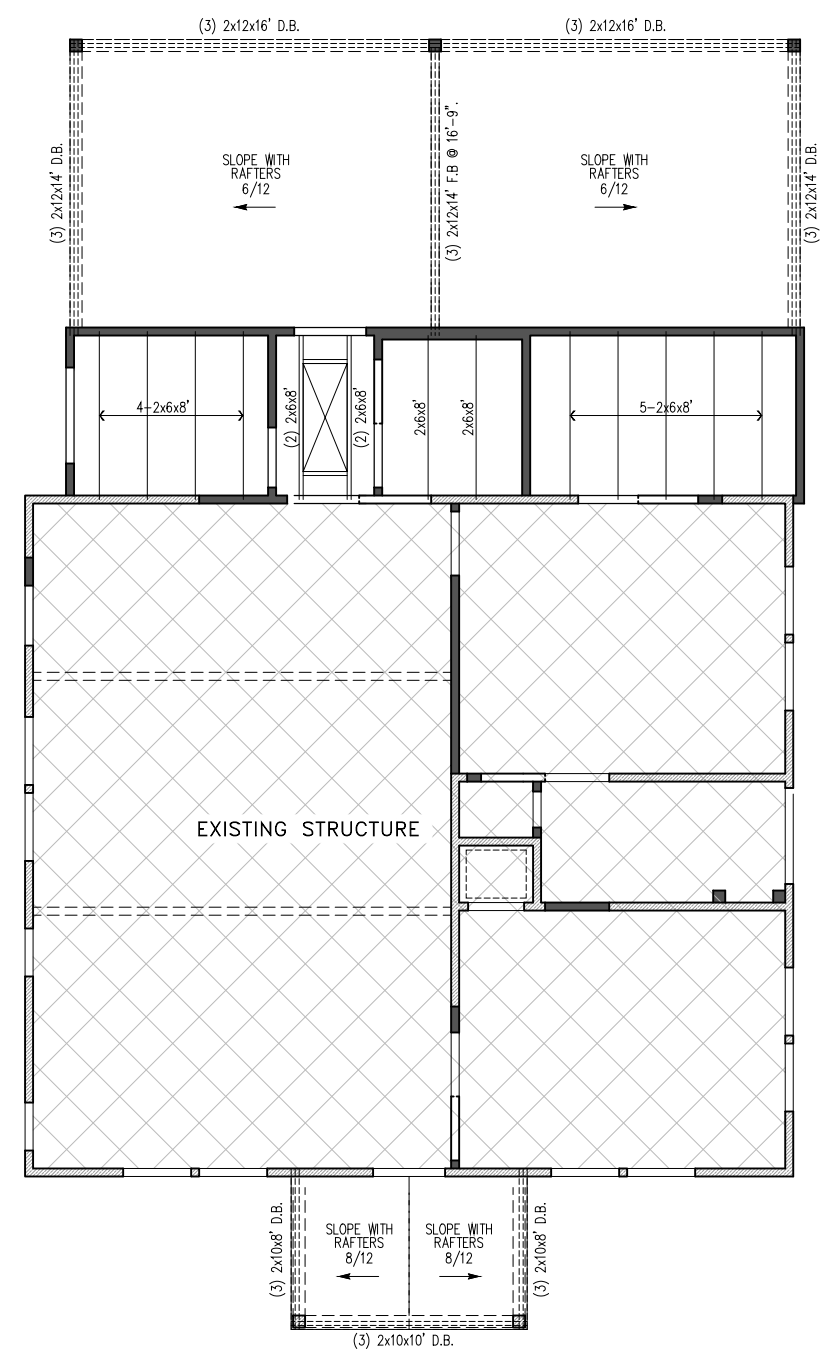 (3) 2x12x16' D.B.
(3) 2x12x16' D.B.
(3) 2x12x14' D.B.
SLOPE WITH
RAFTERS
6/12
(3) 2x12x14' F.B @ 16'-9".
SLOPE WITH
RAFTERS
6/12
(3) 2x12x14' D.B.
4-2x6x8'
(2) 2x6x8'
(2) 2x6x8'
2x6x8'
2x6x8'
5-2x6x8'
EXISTING STRUCTURE
(3) 2x10x8' D.B.
SLOPE WITH
RAFTERS
8/12
SLOPE WITH
RAFTERS
8/12
(3) 2x10x8' D.B.
(3) 2x10x10' D.B.